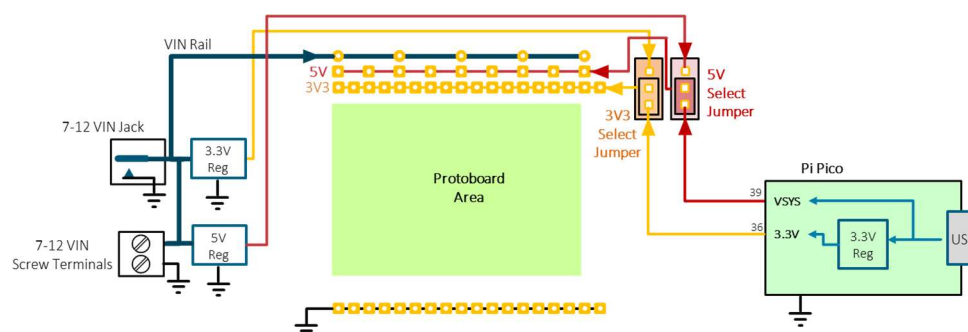 VIN Rail
5V
3V3
7-12 VIN Jack
3.3V
Reg
5V
Reg
7-12 VIN
Screw Terminals
Protoboard
Area
3V3
Select
Jumper
5V
Select
Jumper
Pi Pico
39
VSYS
36
3.3V
3.3V
Reg
US